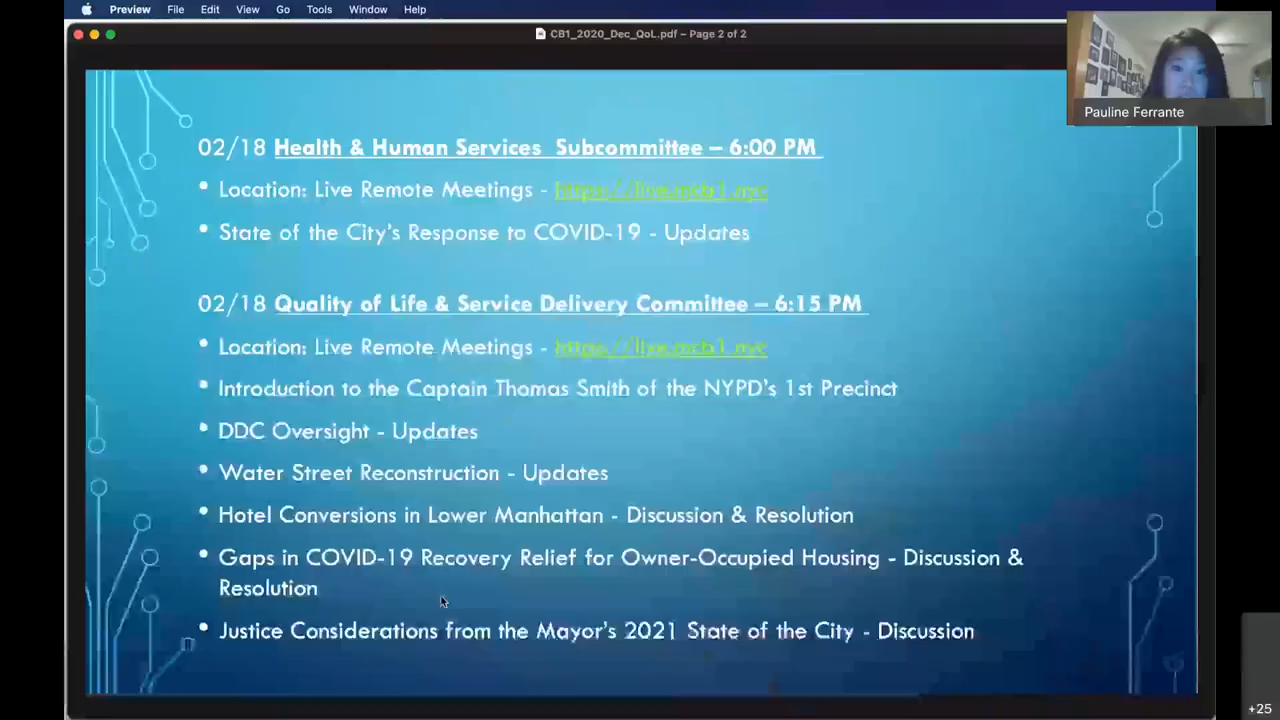 Preview File Edit View Go Tools Window Help
CB1_2020_Dec_QoL.pdf – Page 2 of 2
Pauline Ferrante
02/18 Health & Human Services Subcommittee – 6:00 PM
• Location: Live Remote Meetings - https://live.mcb1.nyc
• State of the City's Response to COVID-19 - Updates
02/18 Quality of Life & Service Delivery Committee – 6:15 PM
• Location: Live Remote Meetings - https://live.mcb1.nyc
• Introduction to the Captain Thomas Smith of the NYPD's 1st Precinct
• DDC Oversight - Updates
• Water Street Reconstruction - Updates
• Hotel Conversions in Lower Manhattan - Discussion & Resolution
• Gaps in COVID-19 Recovery Relief for Owner-Occupied Housing - Discussion &
Resolution
• Justice Considerations from the Mayor's 2021 State of the City - Discussion
+25